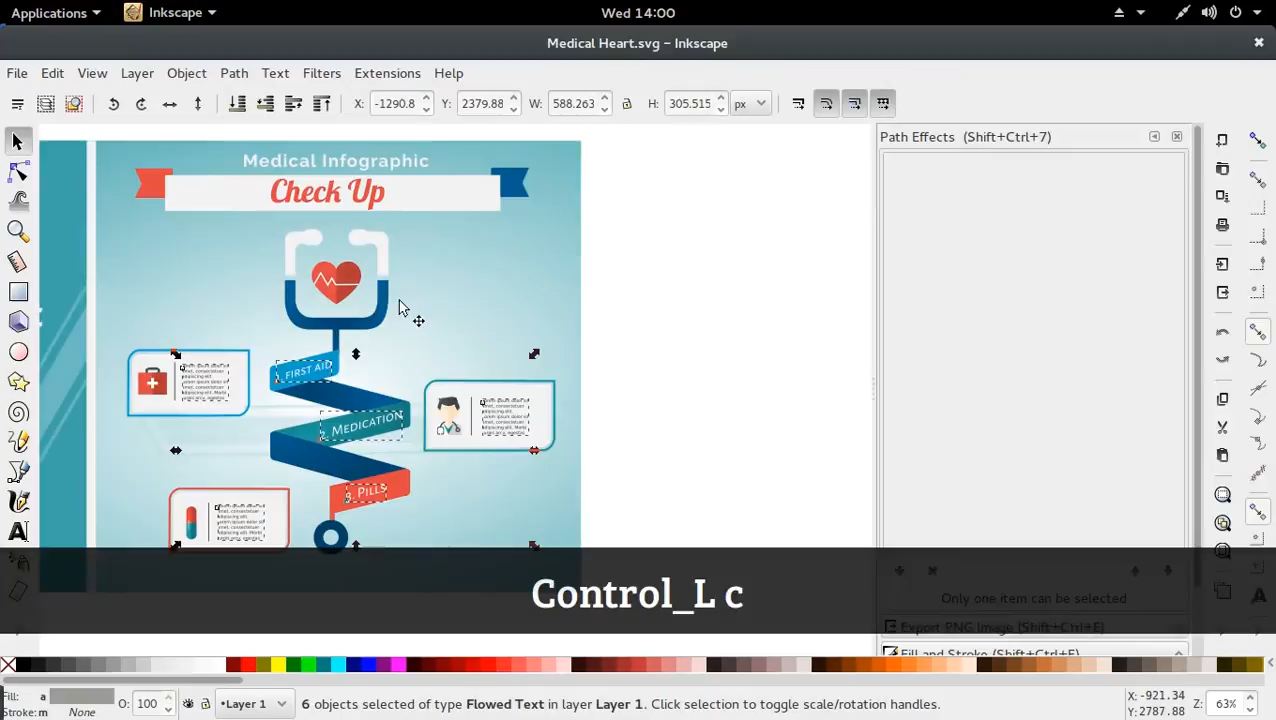 Applications
Inkscape
Wed 14:00
Medical Heart.svg - Inkscape
File Edit View Layer Object Path Text Filters Extensions Help
X: -1290.8 Y: 2379.88 W: 588.263 H: 305.515 px
Path Effects (Shift+Ctrl+7)
Medical Infographic
Check Up
1. FIRST AID
2. MEDICATION
3. PILLS
Control_L c
Only one item can be selected
Export PNG Image (Shift+Ctrl+E)
Fill and Stroke (Shift+Ctrl+F)
Fill: a
Stroke: m None
O: 100
•Layer 1
6 objects selected of type Flowed Text in layer Layer 1. Click selection to toggle scale/rotation handles.
X: -921.34
Y: 2787.88
Z: 63%